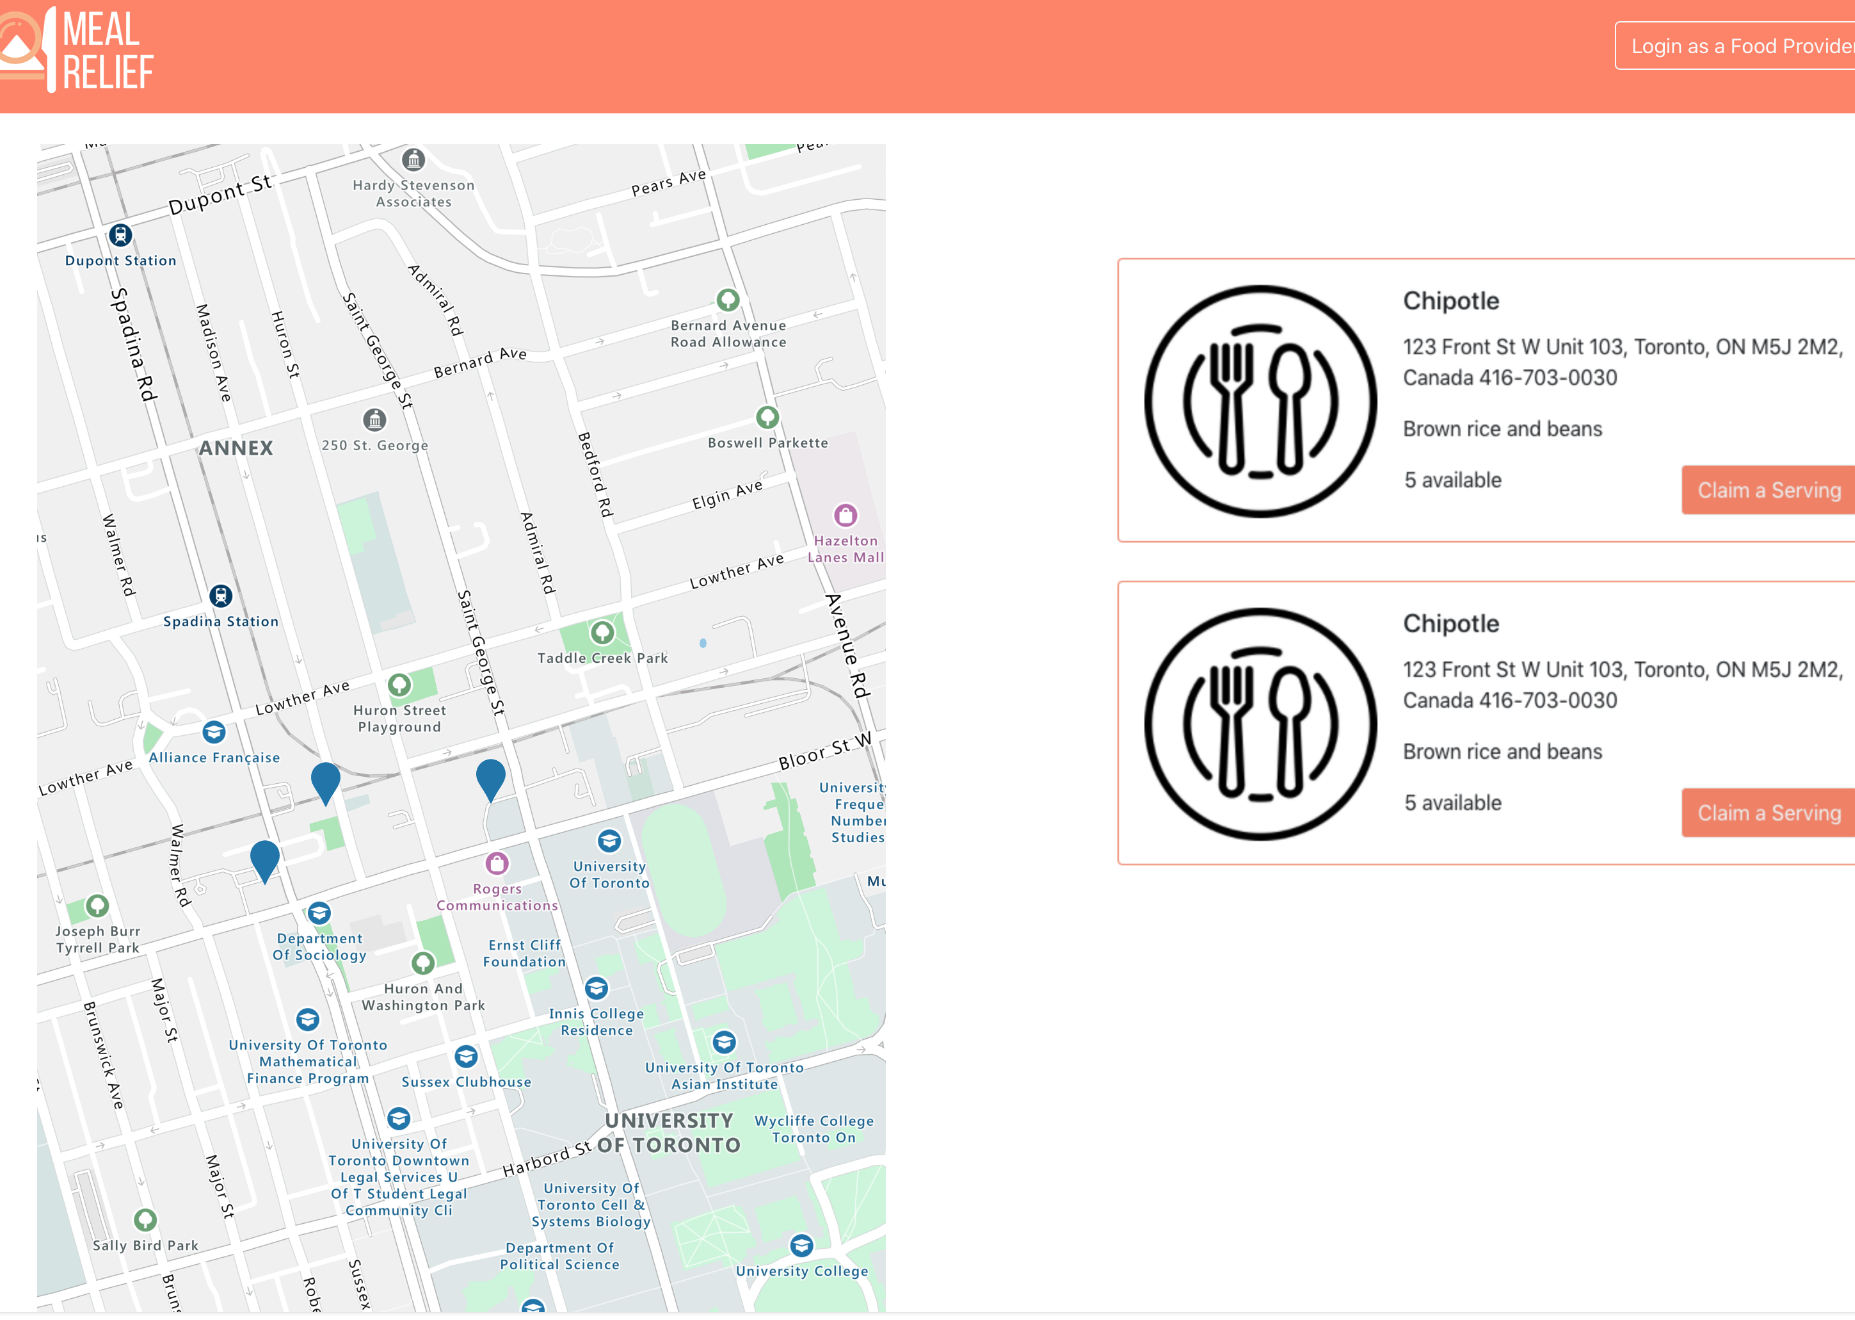 MEAL
RELIEF
Login as a Food Provider
Dupont St
Hardy Stevenson
Associates
Pears Ave
Dupont Station
Spadina Rd
Madison Ave
Huron St
Saint George St
Admiral Rd
Bernard Ave
Bernard Avenue
Road Allowance
ANNEX
250 St. George
Bedford Rd
Boswell Parkette
Elgin Ave
Walmer Rd
Admiral Rd
Hazelton
Lanes Mall
Lowther Ave
Spadina Station
Saint George St
Taddle Creek Park
Avenue Rd
Lowther Ave
Huron Street
Playground
Alliance Française
Lowther Ave
Bloor St W
Walmer Rd
University
Of Toronto
Rogers
Communications
Universit
Freque
Number
Studies
Mu
Joseph Burr
Tyrrell Park
Department
Of Sociology
Ernst Cliff
Foundation
Huron And
Washington Park
Innis College
Residence
Major St
Brunswick Ave
University Of Toronto
Mathematical
Finance Program
Sussex Clubhouse
University Of Toronto
Asian Institute
UNIVERSITY
OF TORONTO
Wycliffe College
Toronto On
University Of
Toronto Downtown
Legal Services U
Of T Student Legal
Community Cli
Harbord St
Major St
University Of
Toronto Cell &
Systems Biology
Sally Bird Park
Department Of
Political Science
University College
Bruns
Robe
Sussex
Chipotle
123 Front St W Unit 103, Toronto, ON M5J 2M2,
Canada 416-703-0030
Brown rice and beans
5 available
Claim a Serving
Chipotle
123 Front St W Unit 103, Toronto, ON M5J 2M2,
Canada 416-703-0030
Brown rice and beans
5 available
Claim a Serving